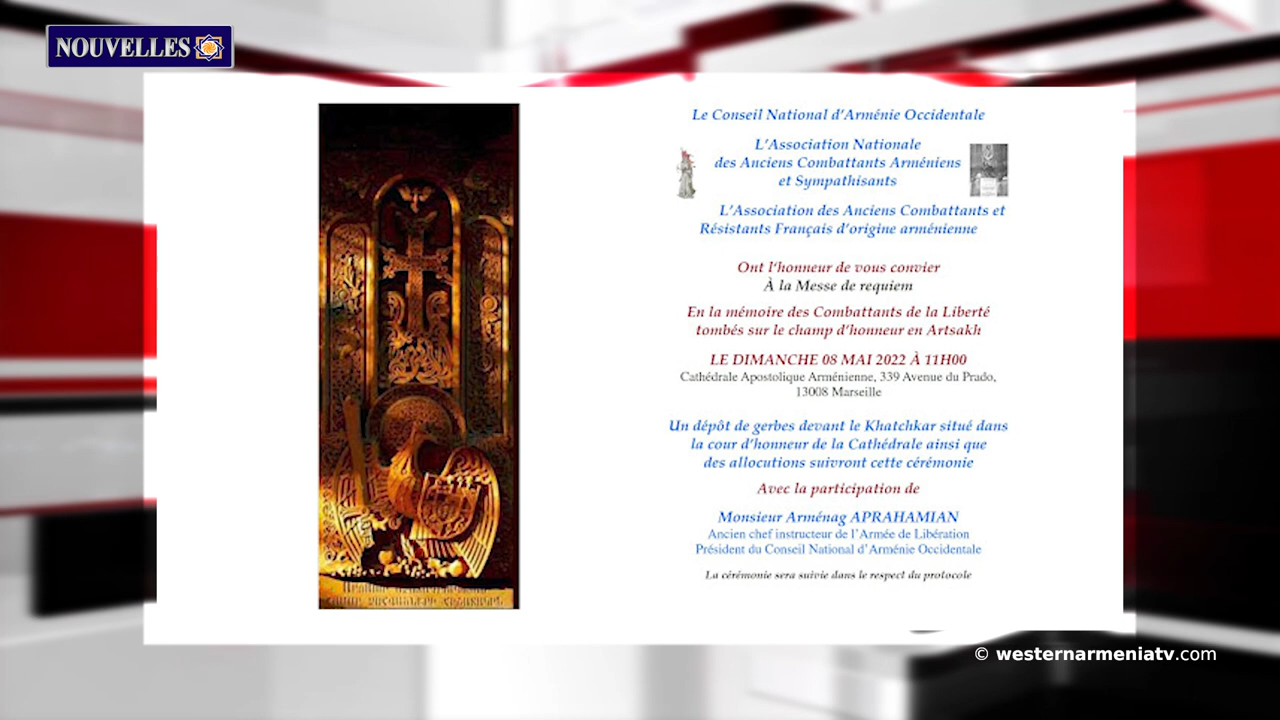 NOUVELLES
Le Conseil National d'Arménie Occidentale
L'Association Nationale
des Anciens Combattants Arméniens
et Sympathisants
L'Association des Anciens Combattants et
Résistants Français d'origine arménienne
Ont l'honneur de vous convier
À la Messe de requiem
En la mémoire des Combattants de la Liberté
tombés sur le champ d'honneur en Artsakh
LE DIMANCHE 08 MAI 2022 À 11H00
Cathédrale Apostolique Arménienne, 339 Avenue du Prado,
13008 Marseille
Un dépôt de gerbes devant le Khatchkar situé dans
la cour d'honneur de la Cathédrale ainsi que
des allocutions suivront cette cérémonie
Avec la participation de
Monsieur Arménag APRAHAMIAN
Ancien chef instructeur de l'Armée de Libération
Président du Conseil National d'Arménie Occidentale
La cérémonie sera suivie dans le respect du protocole
© westernarmeniatv.com